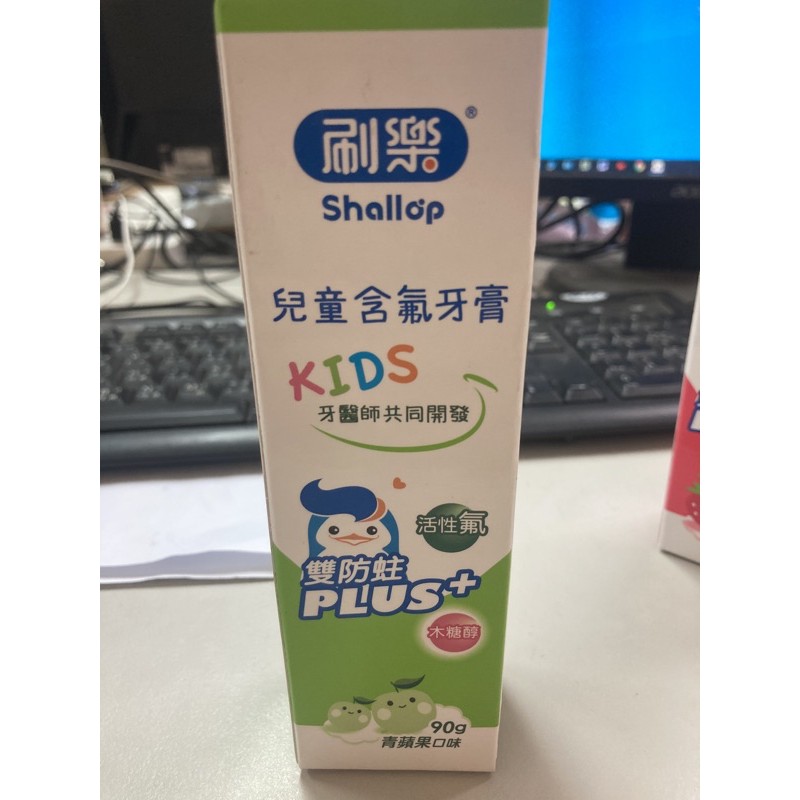 刷樂®
Shallop
兒童含氟牙膏
KIDS
牙醫師共同開發
活性氟
雙防蛀
PLUS+
木糖醇
90g
青蘋果口味